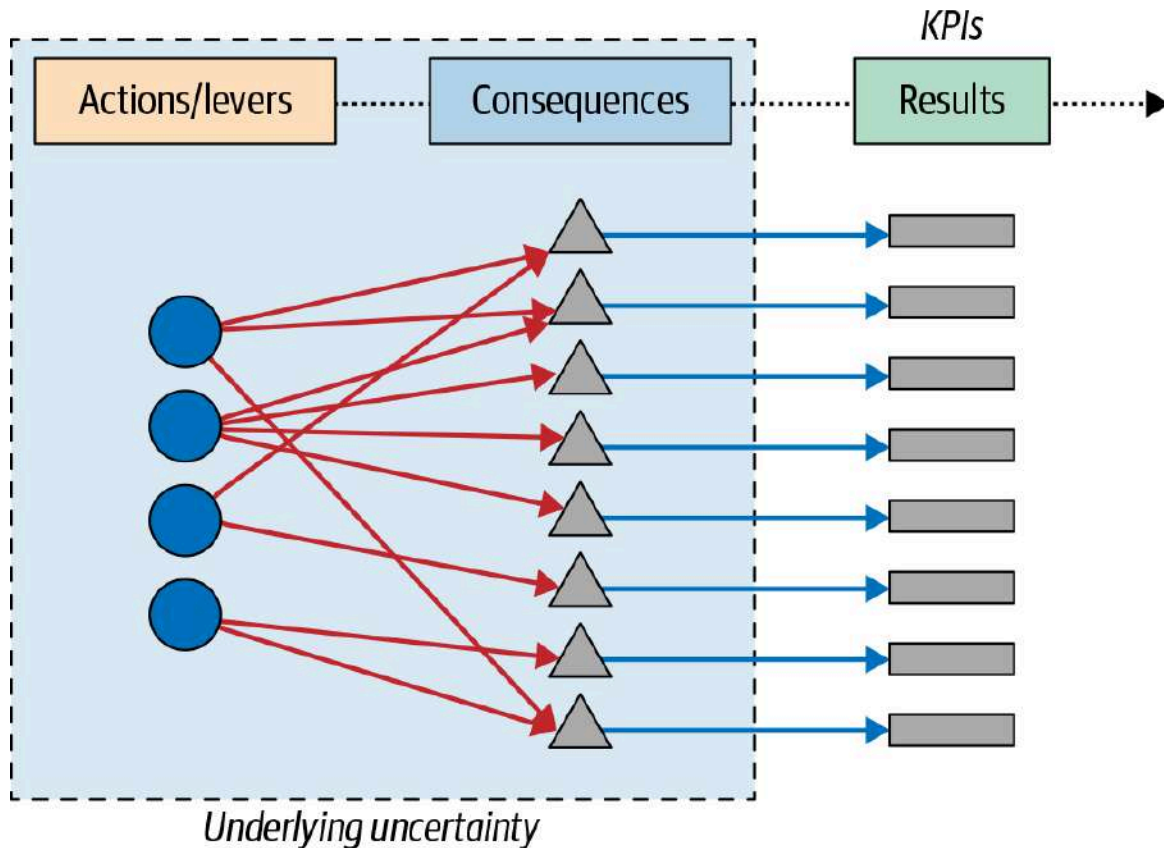 KPIs
Actions/levers
Consequences
Results
Underlying uncertainty